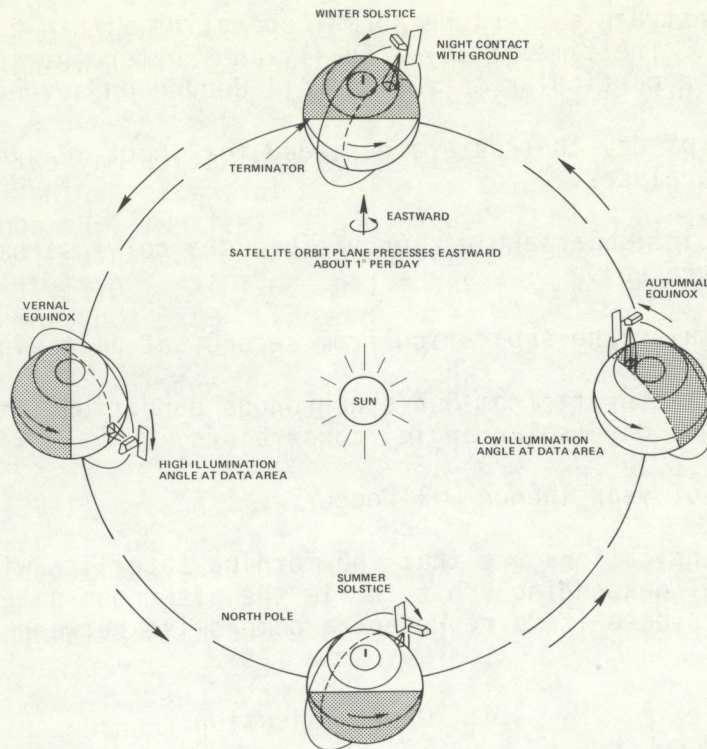 WINTER SOLSTICE
NIGHT CONTACT
WITH GROUND
TERMINATOR
EASTWARD
SATELLITE ORBIT PLANE PRECESSES EASTWARD
ABOUT 1° PER DAY
VERNAL
EQUINOX
AUTUMNAL
EQUINOX
SUN
HIGH ILLUMINATION
ANGLE AT DATA AREA
LOW ILLUMINATION
ANGLE AT DATA AREA
SUMMER
SOLSTICE
NORTH POLE